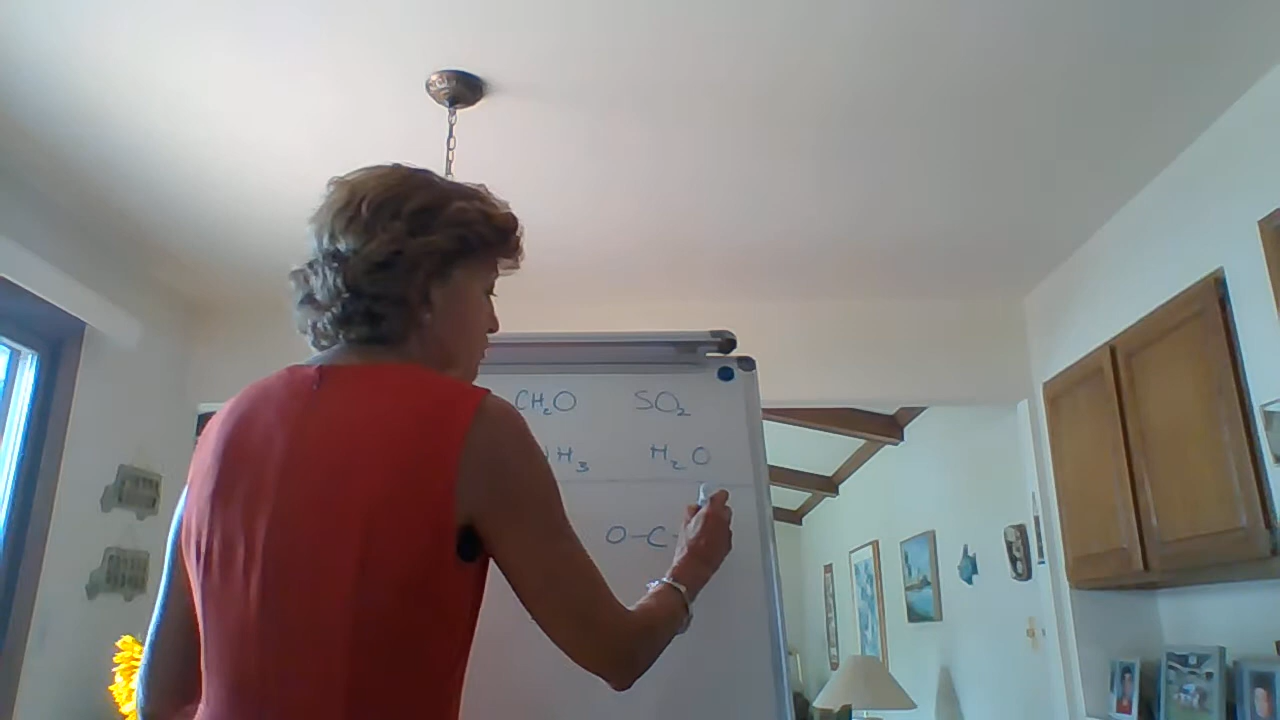 CH₂O SO₂
H₃ H₂O
O-C-